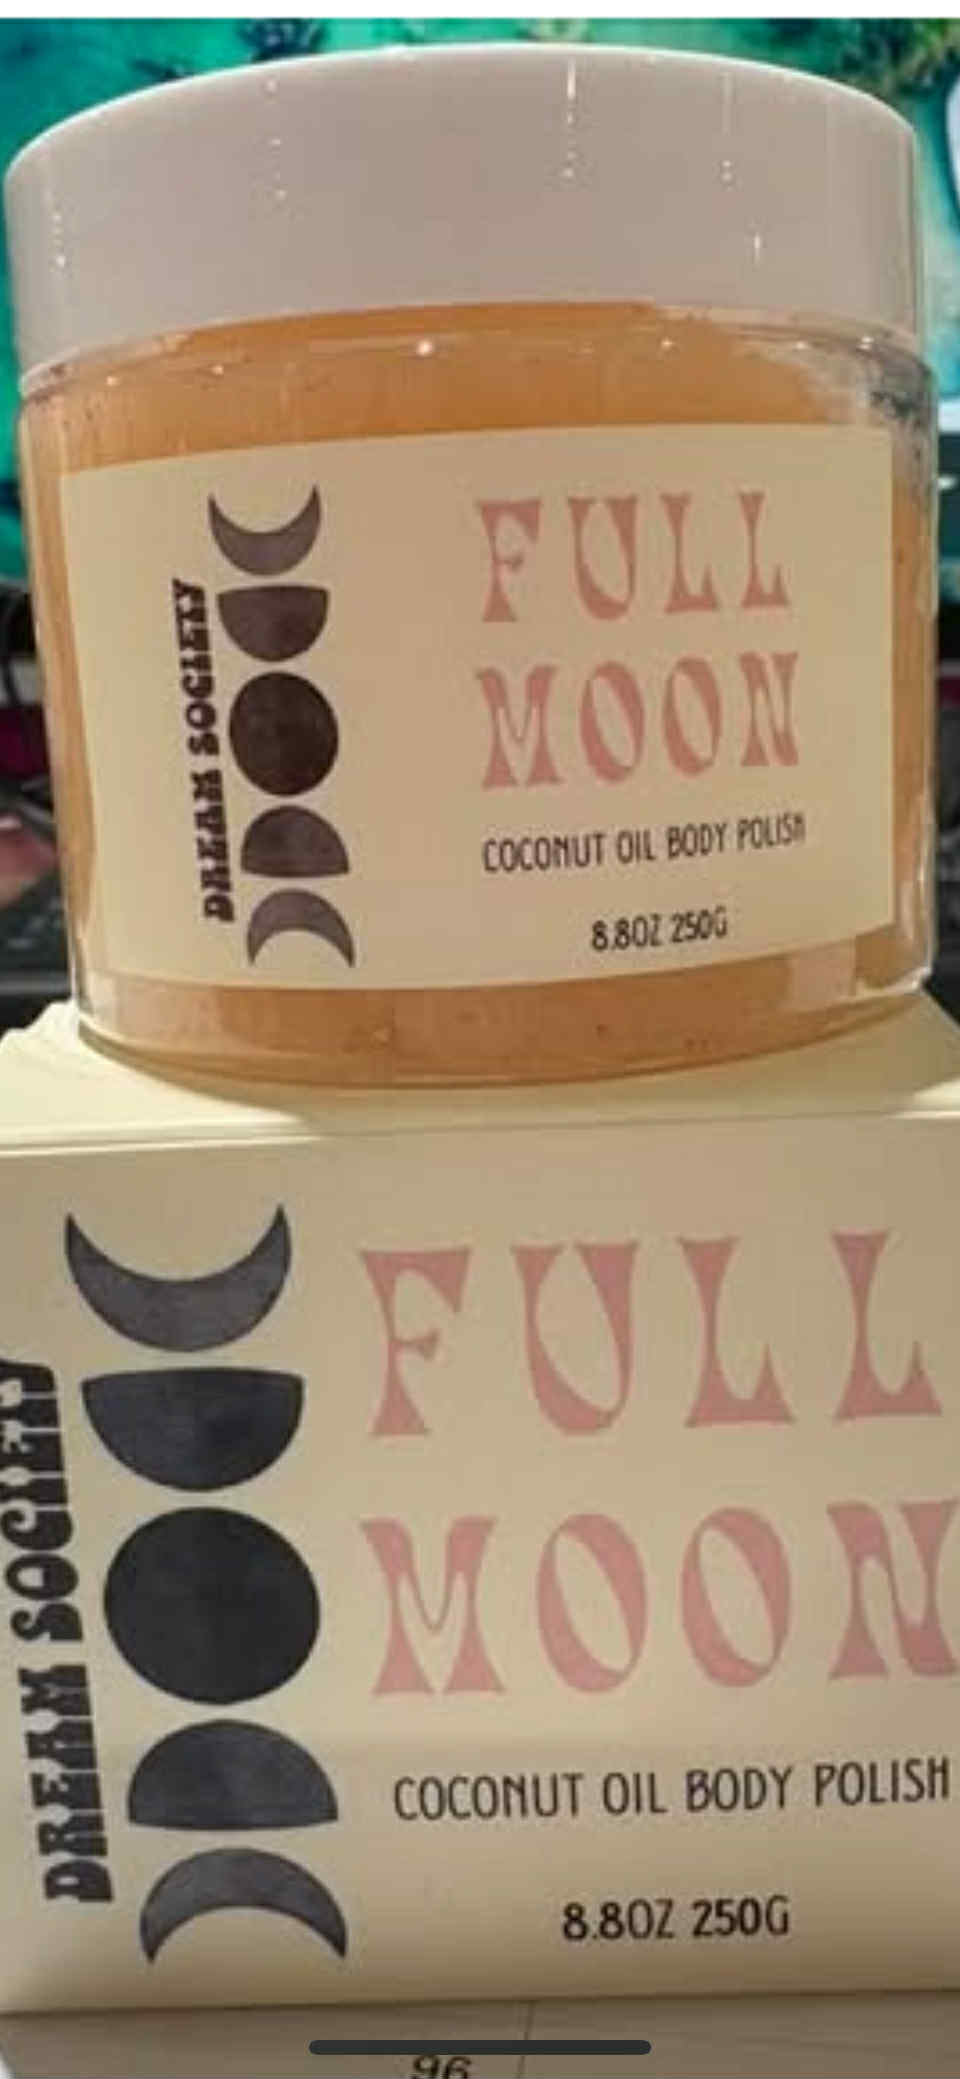 DREAM SOCIETY
FULL
MOON
COCONUT OIL BODY POLISH
8.8OZ 250G
DREAM SOCIETY
FULL
MOON
COCONUT OIL BODY POLISH
8.8OZ 250G
96